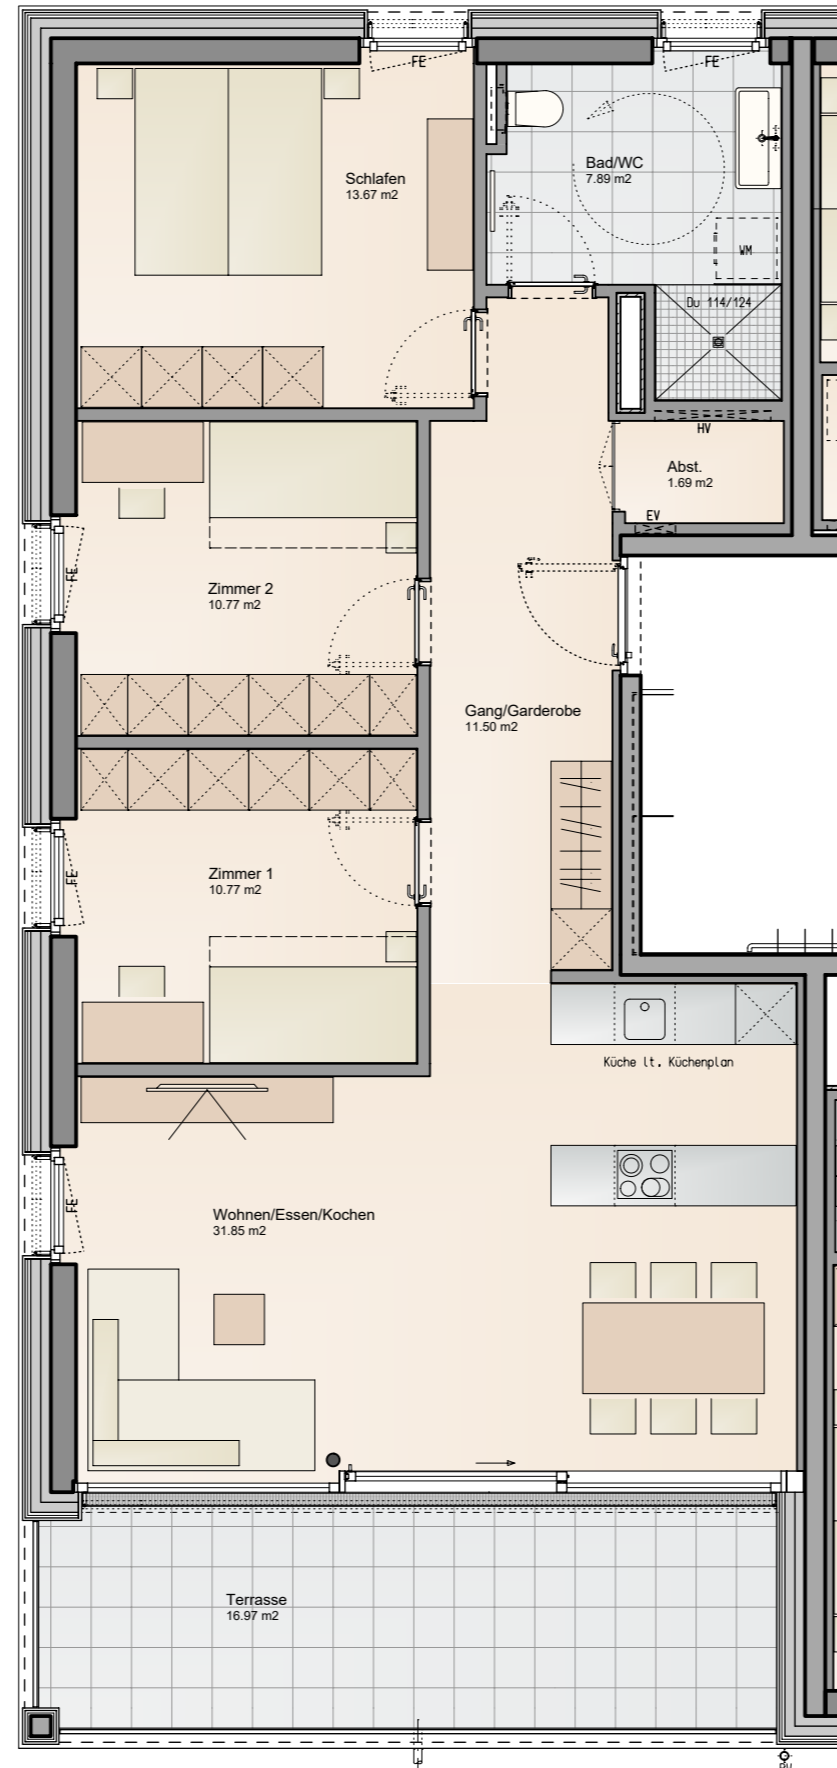 FE
FE
Schlafen
13.67 m2
Bad/WC
7.89 m2
WM
Du 114/124
HV
Abst.
1.69 m2
EV
FE
Zimmer 2
10.77 m2
Gang/Garderobe
11.50 m2
FE
Zimmer 1
10.77 m2
Küche lt. Küchenplan
FE
Wohnen/Essen/Kochen
31.85 m2
Terrasse
16.97 m2